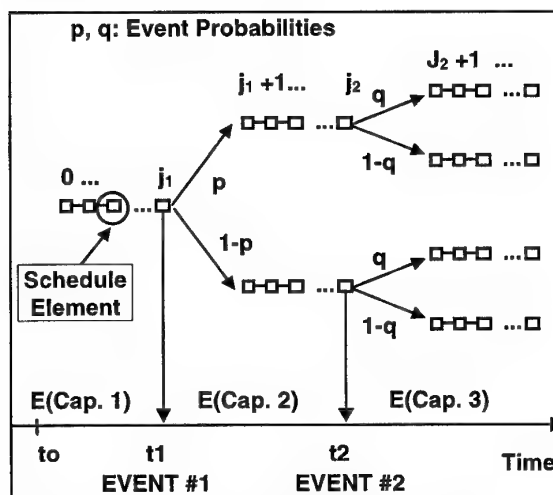 p, q: Event Probabilities
j1 +1... j2 J2 +1 ...
q
... 
1-q
0 ... j1
... p
1-p
Schedule
Element
...
q
...
1-q
...
E(Cap. 1) E(Cap. 2) E(Cap. 3)
to t1 t2 Time
EVENT #1 EVENT #2